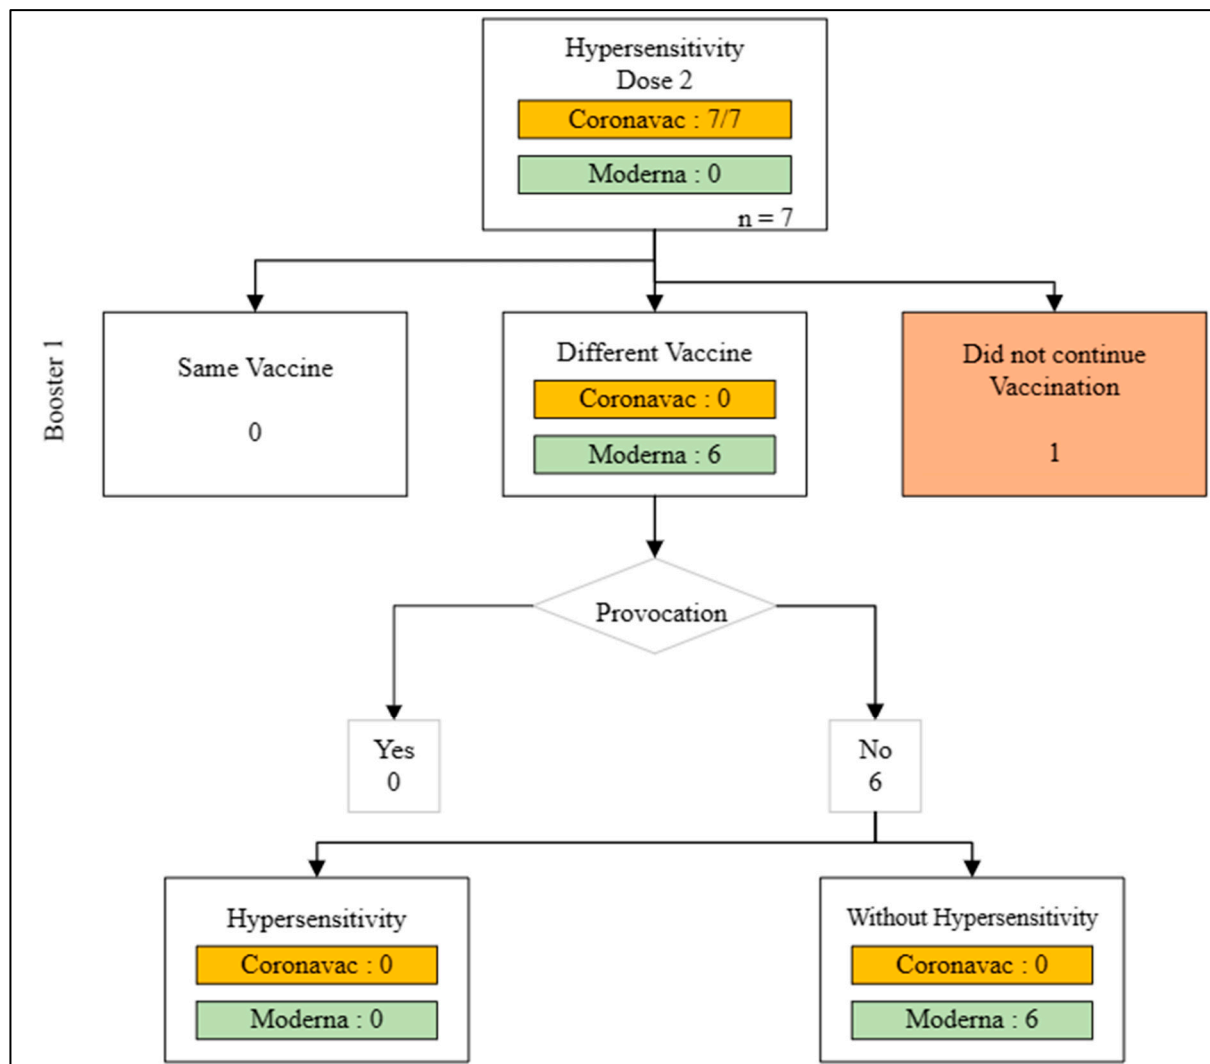 Hypersensitivity
Dose 2
Coronavac : 7/7
Moderna : 0
n = 7
Booster 1
Same Vaccine
0
Different Vaccine
Coronavac : 0
Moderna : 6
Did not continue
Vaccination
1
Provocation
Yes
0
No
6
Hypersensitivity
Coronavac : 0
Moderna : 0
Without Hypersensitivity
Coronavac : 0
Moderna : 6